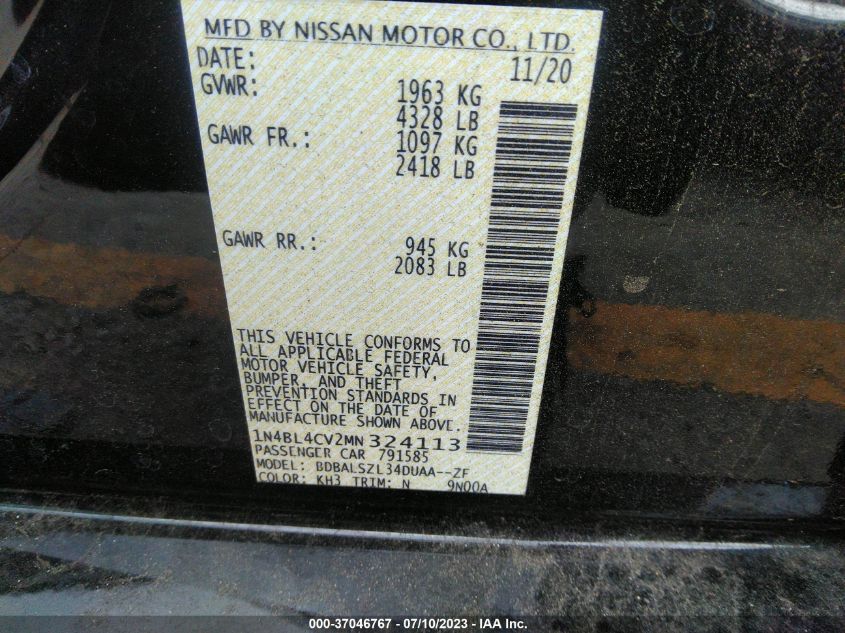 MFD BY NISSAN MOTOR CO., LTD.
DATE: 11/20
GVWR: 1963 KG
4328 LB
GAWR FR.: 1097 KG
2418 LB
GAWR RR.: 945 KG
2083 LB
THIS VEHICLE CONFORMS TO
ALL APPLICABLE FEDERAL
MOTOR VEHICLE SAFETY,
BUMPER, AND THEFT
PREVENTION STANDARDS IN
EFFECT ON THE DATE OF
MANUFACTURE SHOWN ABOVE.
1N4BL4CV2MN 324113
PASSENGER CAR 791585
MODEL: BDBALSZL34DUAA--ZF
COLOR: KH3 TRIM: N 9N00A
000-37046767 - 07/10/2023 - IAA Inc.